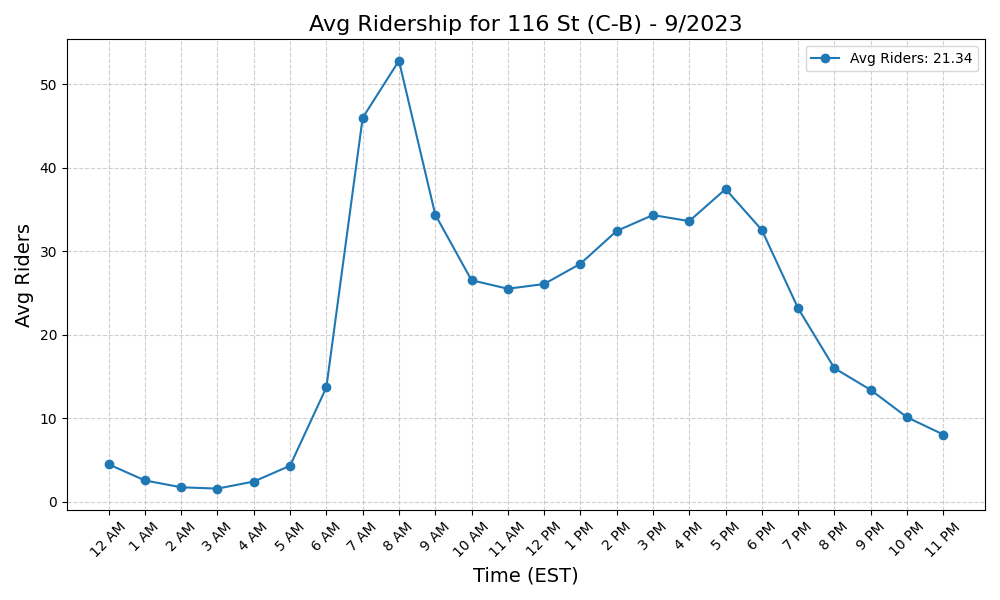 Avg Ridership for 116 St (C-B) - 9/2023
Avg Riders: 21.34
Avg Riders
50
40
30
20
10
0
12 AM
1 AM
2 AM
3 AM
4 AM
5 AM
6 AM
7 AM
8 AM
9 AM
10 AM
11 AM
12 PM
1 PM
2 PM
3 PM
4 PM
5 PM
6 PM
7 PM
8 PM
9 PM
10 PM
11 PM
Time (EST)